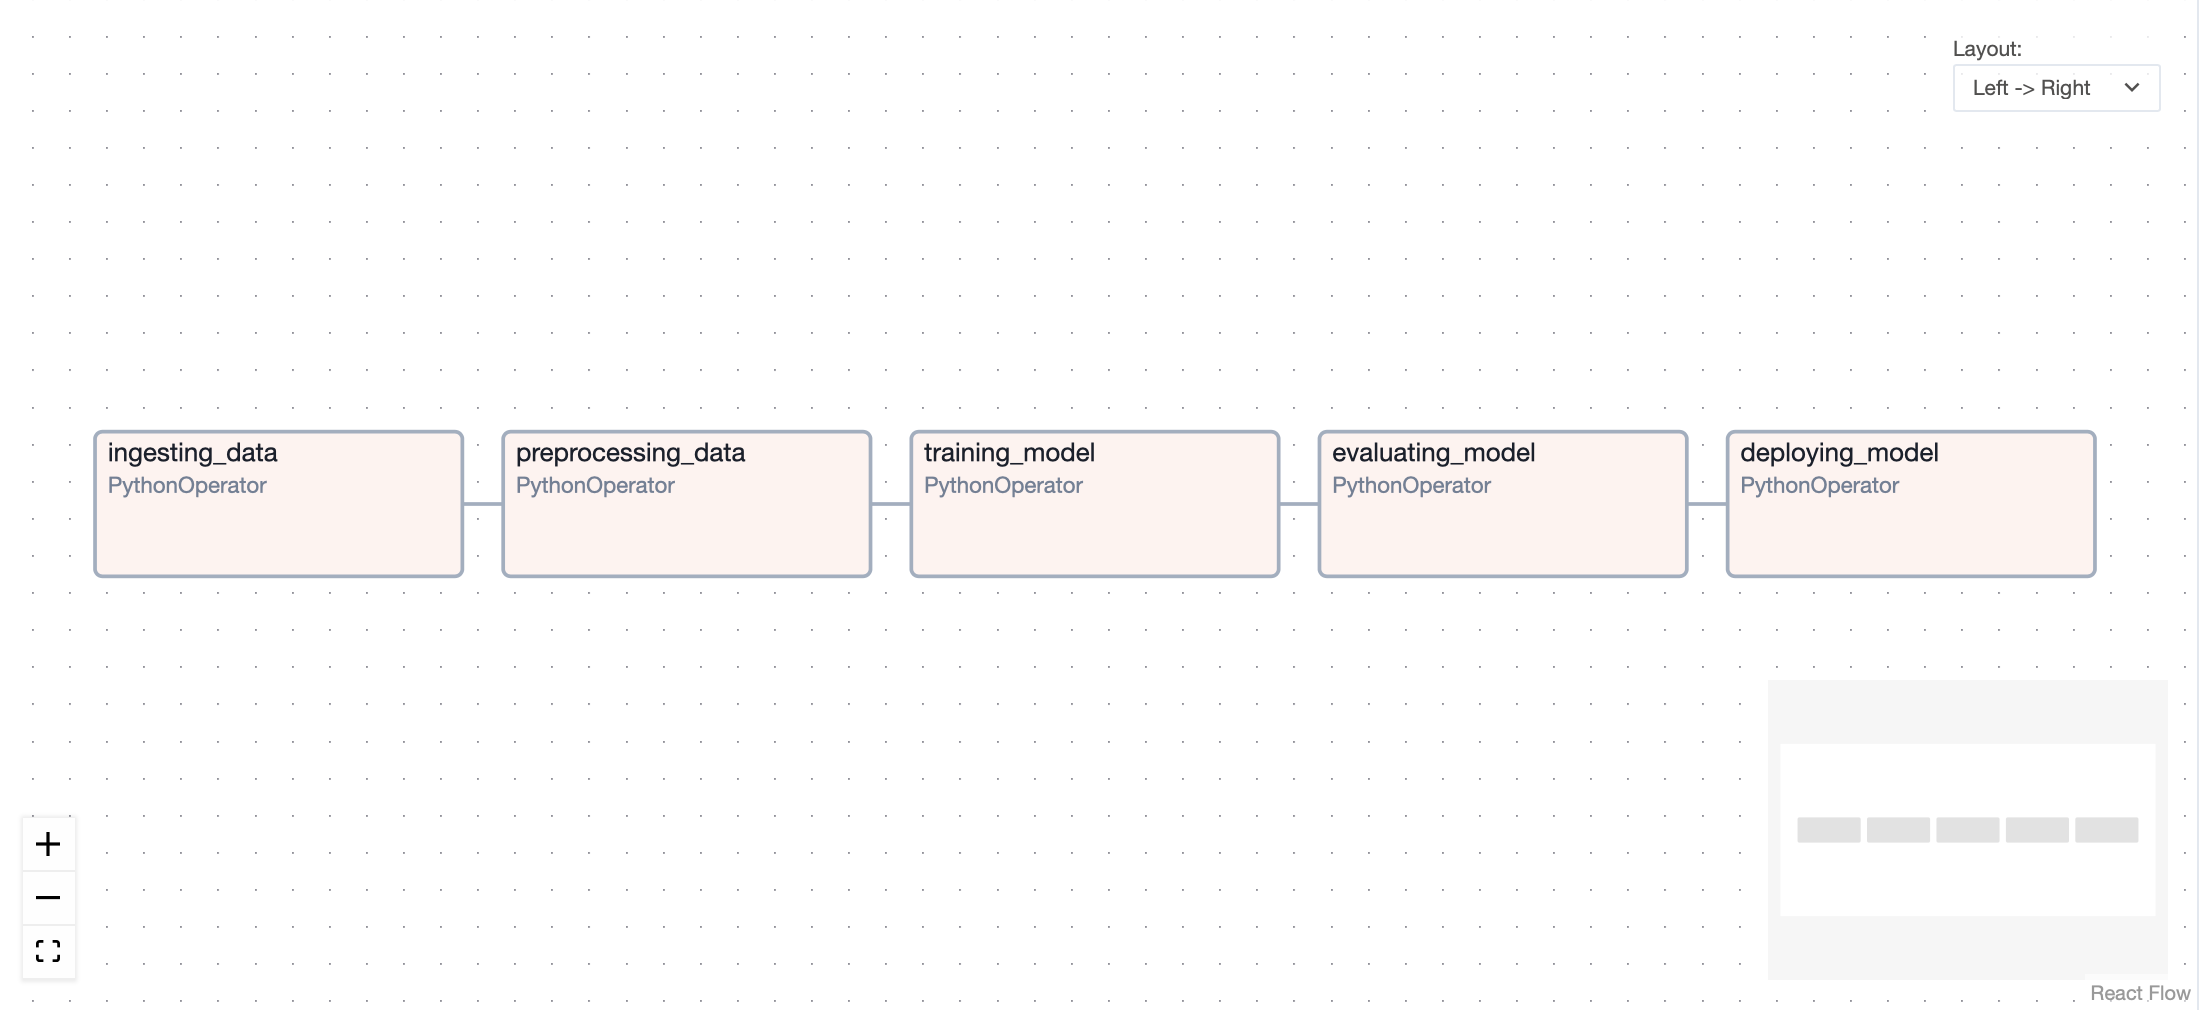 Layout:
Left -> Right
ingesting_data
PythonOperator
preprocessing_data
PythonOperator
training_model
PythonOperator
evaluating_model
PythonOperator
deploying_model
PythonOperator
React Flow